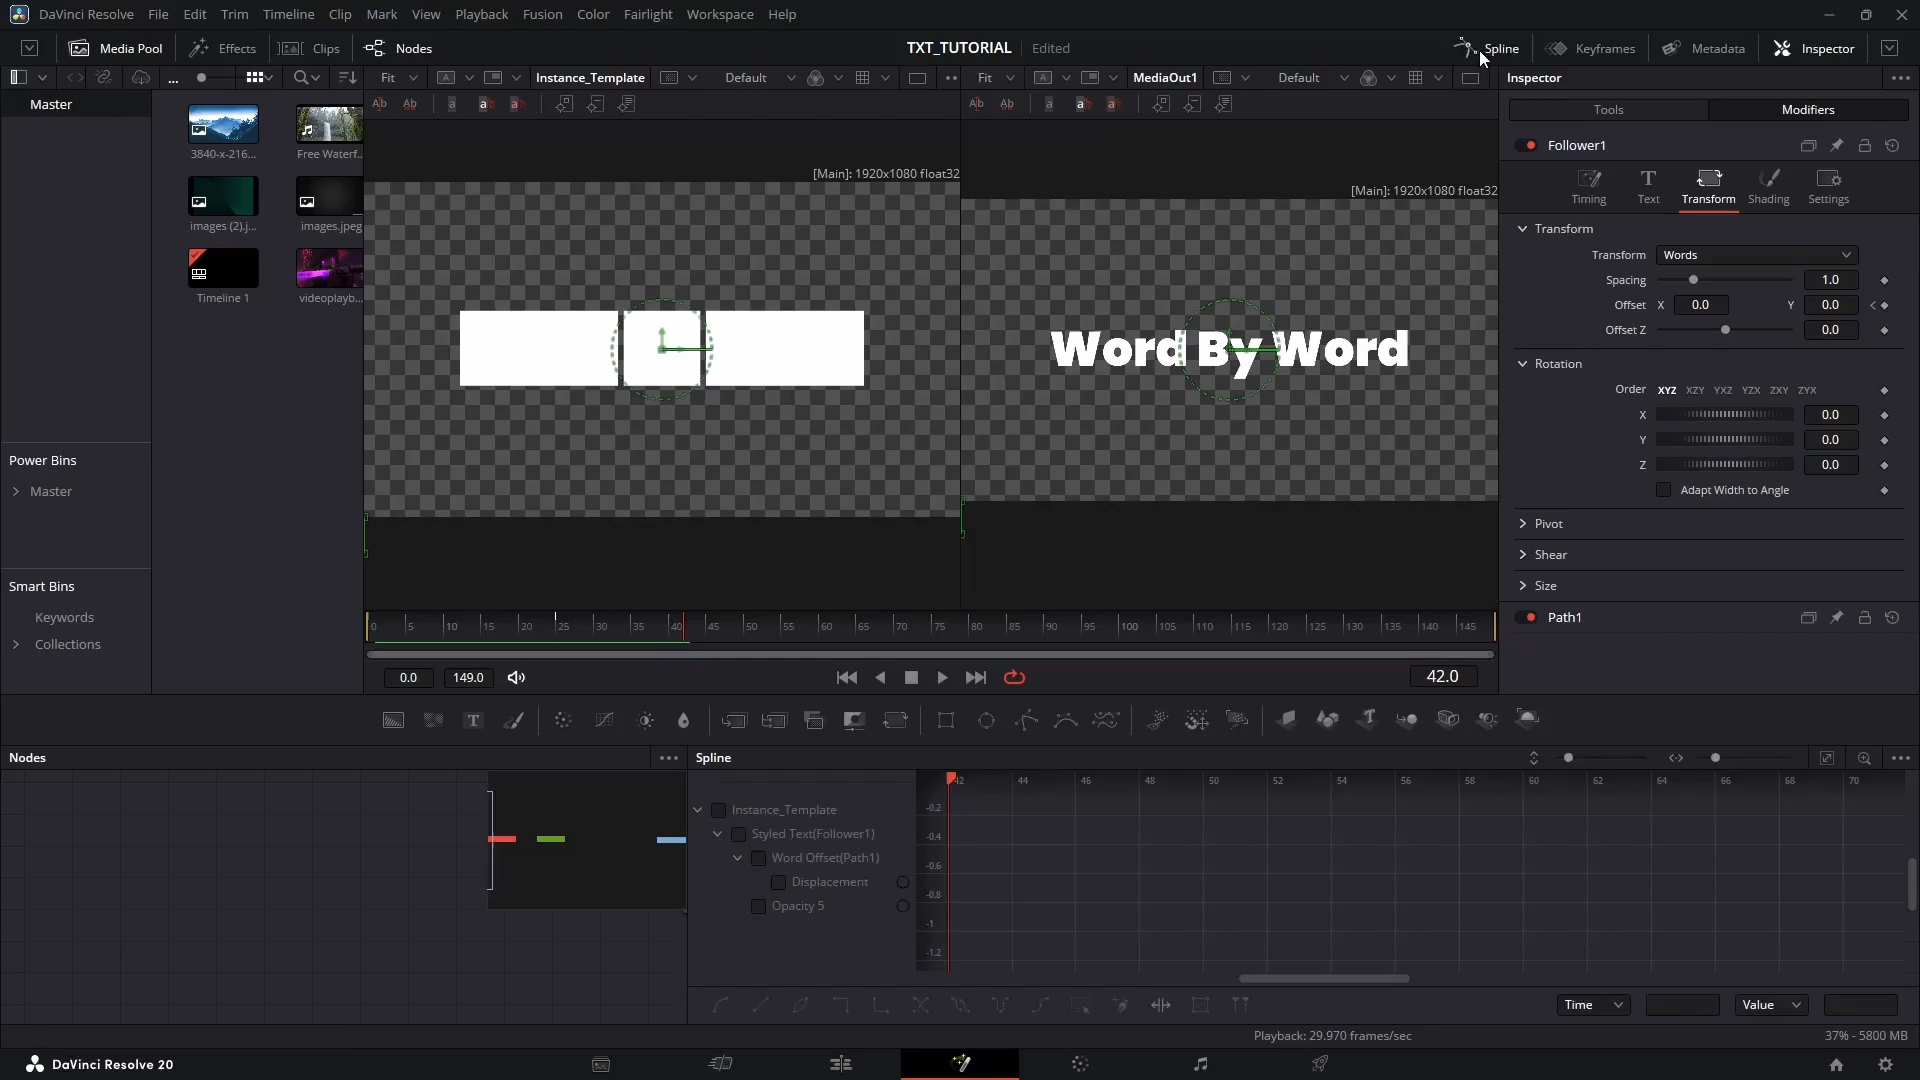 DaVinci Resolve File Edit Trim Timeline Clip Mark View Playback Fusion Color Fairlight Workspace Help
Media Pool Effects Clips Nodes TXT_TUTORIAL Edited Spline Keyframes Metadata Inspector
... Fit Instance_Template Default Fit MediaOut1 Default Inspector
Master
3840-x-216...
Free Waterf...
images (2).j...
images.jpeg
Timeline 1
videoplayb...
Power Bins
Master
Smart Bins
Keywords
Collections
[Main]: 1920x1080 float32
[Main]: 1920x1080 float32
Word By Word
0 5 10 15 20 25 30 35 40 45 50 55 60 65 70 75 80 85 90 95 100 105 110 115 120 125 130 135 140 145
0.0 149.0 42.0
Tools Modifiers
Follower1
Timing Text Transform Shading Settings
Transform
Transform Words
Spacing 1.0
Offset X 0.0 Y 0.0
Offset Z 0.0
Rotation
Order XYZ XZY YXZ YZX ZXY ZYX
X 0.0
Y 0.0
Z 0.0
Adapt Width to Angle
Pivot
Shear
Size
Path1
Nodes
Spline
Instance_Template
Styled Text(Follower1)
Word Offset(Path1)
Displacement
Opacity 5
42 44 46 48 50 52 54 56 58 60 62 64 66 68 70
-0.2
-0.4
-0.6
-0.8
-1
-1.2
Time Value
Playback: 29.970 frames/sec 37% - 5800 MB
DaVinci Resolve 20